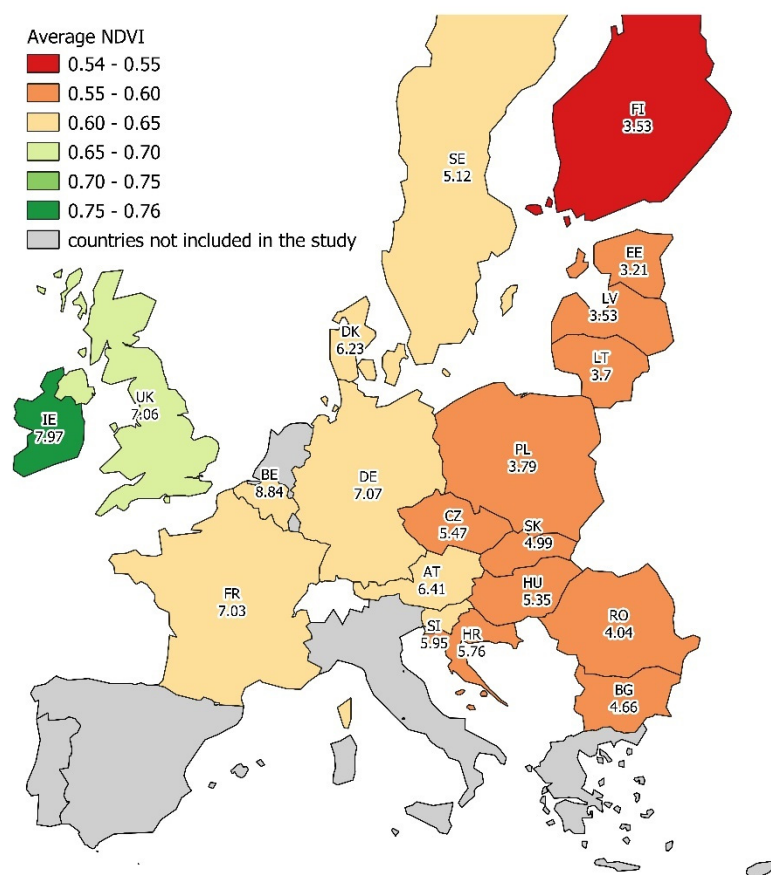 Average NDVI
0.54 - 0.55
0.55 - 0.60
0.60 - 0.65
0.65 - 0.70
0.70 - 0.75
0.75 - 0.76
countries not included in the study
FI
3.53
SE
5.12
EE
3.21
LV
3.53
DK
6.23
LT
3.7
UK
7.06
IE
7.97
PL
3.79
BE
8.84
DE
7.07
CZ
5.47
SK
4.99
AT
6.41
HU
5.35
FR
7.03
RO
4.04
SI
5.95
HR
5.76
BG
4.66